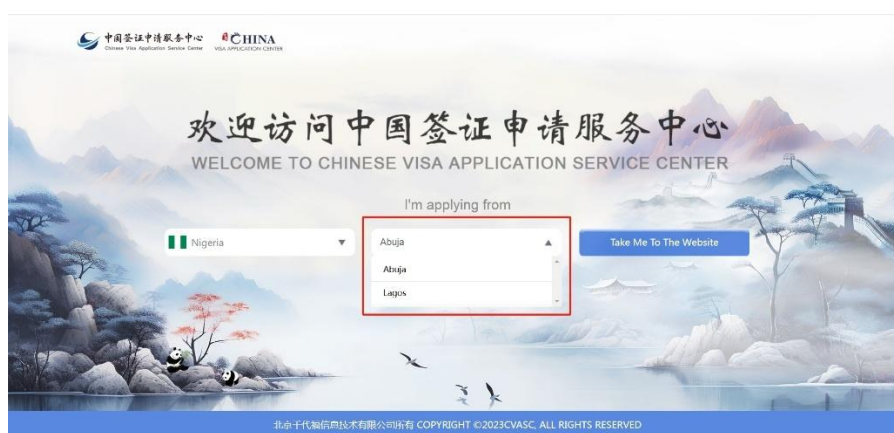 中国签证申请服务中心
Chinese Visa Application Service Center
CHINA
VISA APPLICATION CENTER
欢迎访问中国签证申请服务中心
WELCOME TO CHINESE VISA APPLICATION SERVICE CENTER
I'm applying from
Nigeria
Abuja
Take Me To The Website
Abuja
Lagos
北京千代福信息技术有限公司所有 COPYRIGHT ©2023CVASC, ALL RIGHTS RESERVED